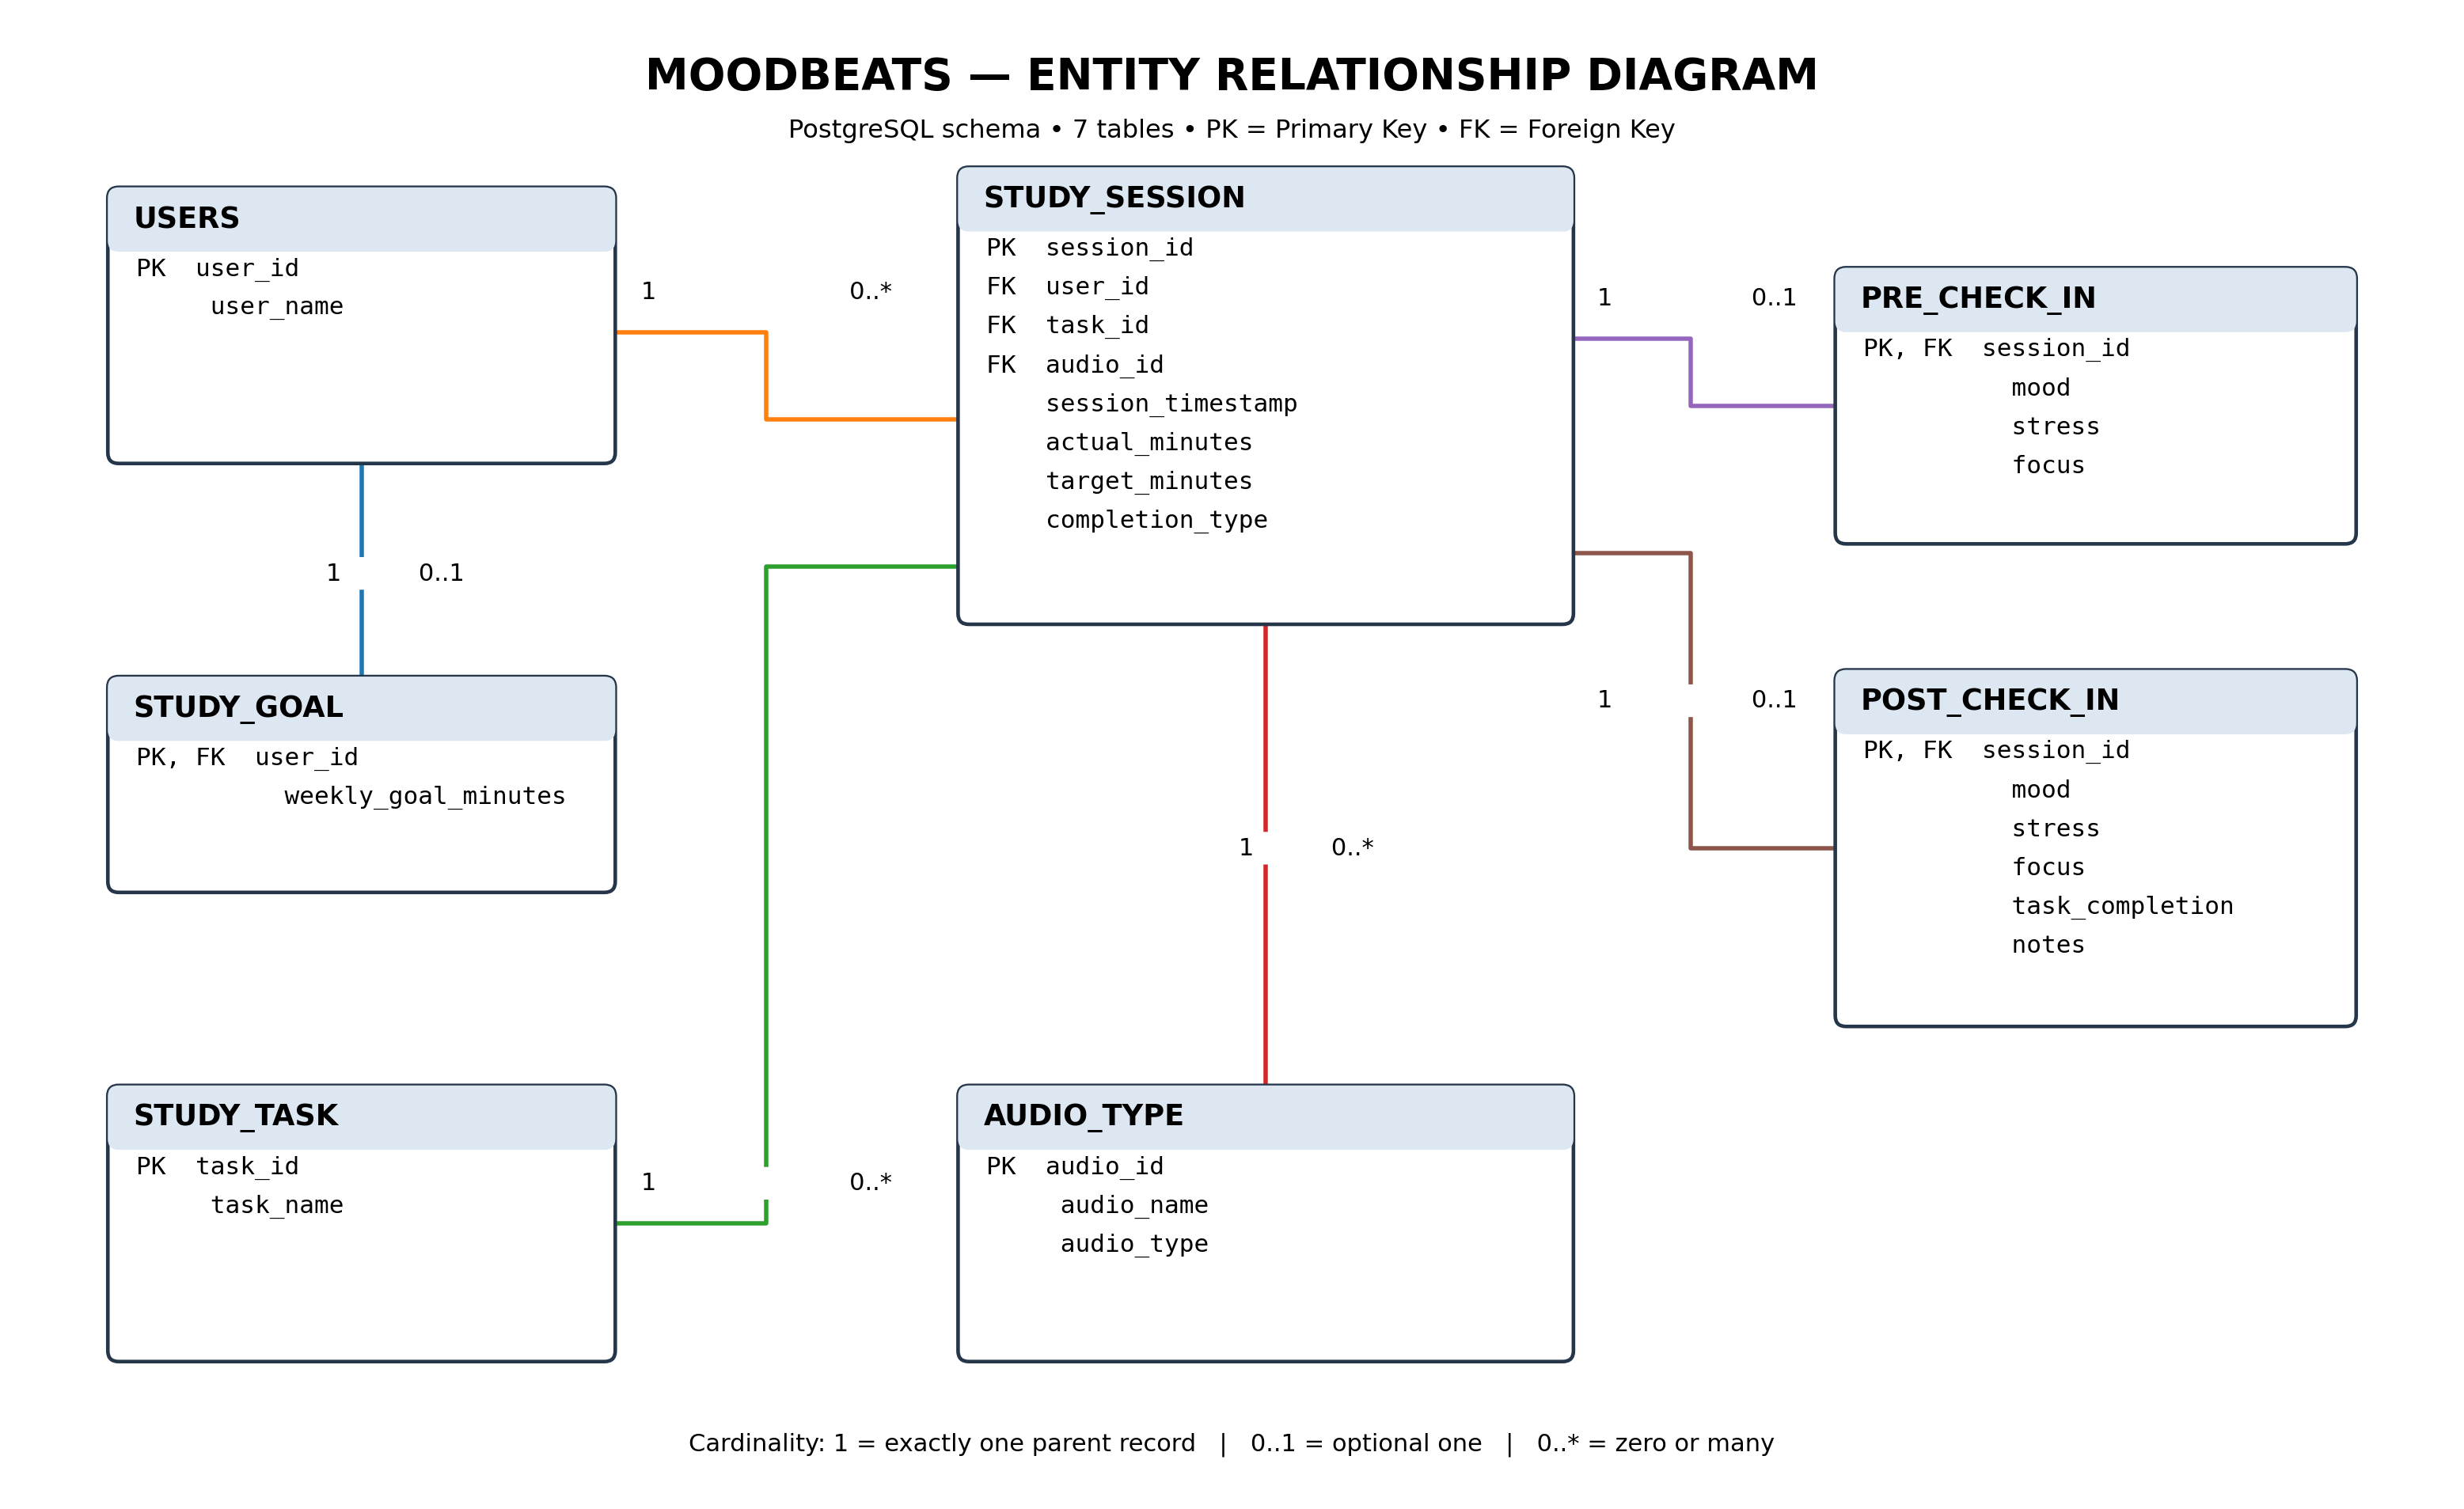 MOODBEATS — ENTITY RELATIONSHIP DIAGRAM
PostgreSQL schema • 7 tables • PK = Primary Key • FK = Foreign Key
USERS
PK user_id
user_name
1 0..*
STUDY_SESSION
PK session_id
FK user_id
FK task_id
FK audio_id
session_timestamp
actual_minutes
target_minutes
completion_type
1 0..1
PRE_CHECK_IN
PK, FK session_id
mood
stress
focus
1 0..1
STUDY_GOAL
PK, FK user_id
weekly_goal_minutes
1 0..*
1 0..1
POST_CHECK_IN
PK, FK session_id
mood
stress
focus
task_completion
notes
STUDY_TASK
PK task_id
task_name
1 0..*
AUDIO_TYPE
PK audio_id
audio_name
audio_type
Cardinality: 1 = exactly one parent record | 0..1 = optional one | 0..* = zero or many